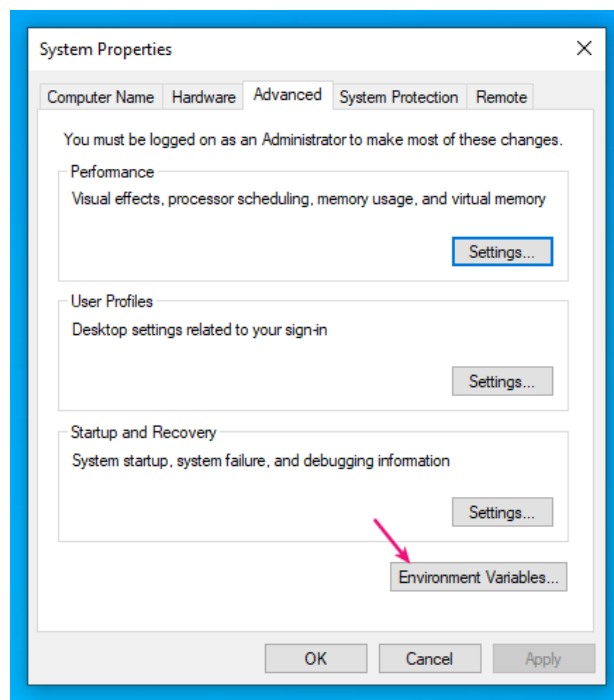 System Properties
Computer Name Hardware Advanced System Protection Remote
You must be logged on as an Administrator to make most of these changes.
Performance
Visual effects, processor scheduling, memory usage, and virtual memory
Settings...
User Profiles
Desktop settings related to your sign-in
Settings...
Startup and Recovery
System startup, system failure, and debugging information
Settings...
Environment Variables...
OK Cancel Apply